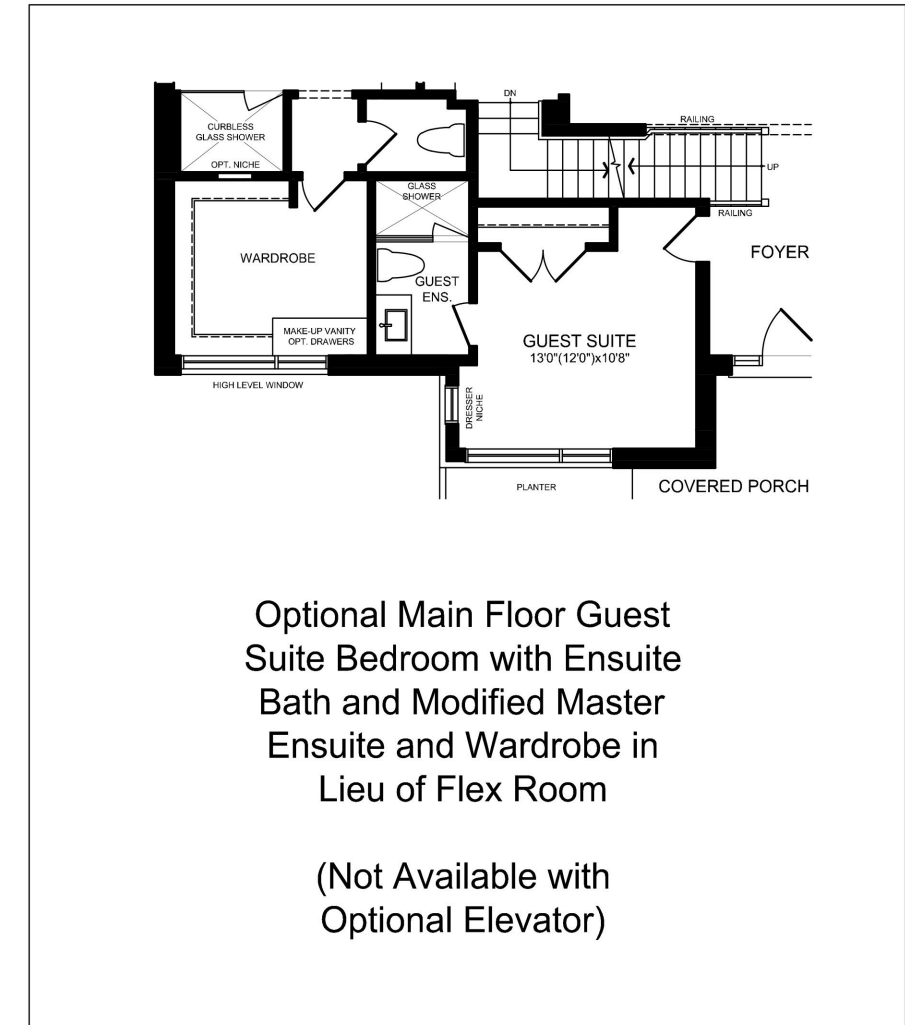 DN
RAILING
CURBLESS
GLASS SHOWER
OPT. NICHE
UP
GLASS
SHOWER
RAILING
FOYER
WARDROBE
GUEST
ENS.
MAKE-UP VANITY
OPT. DRAWERS
GUEST SUITE
13'0"(12'0")x10'8"
HIGH LEVEL WINDOW
DRESSER
NICHE
PLANTER
COVERED PORCH
Optional Main Floor Guest
Suite Bedroom with Ensuite
Bath and Modified Master
Ensuite and Wardrobe in
Lieu of Flex Room
(Not Available with
Optional Elevator)